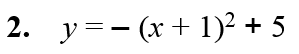 2. y = – (x + 1)² + 5